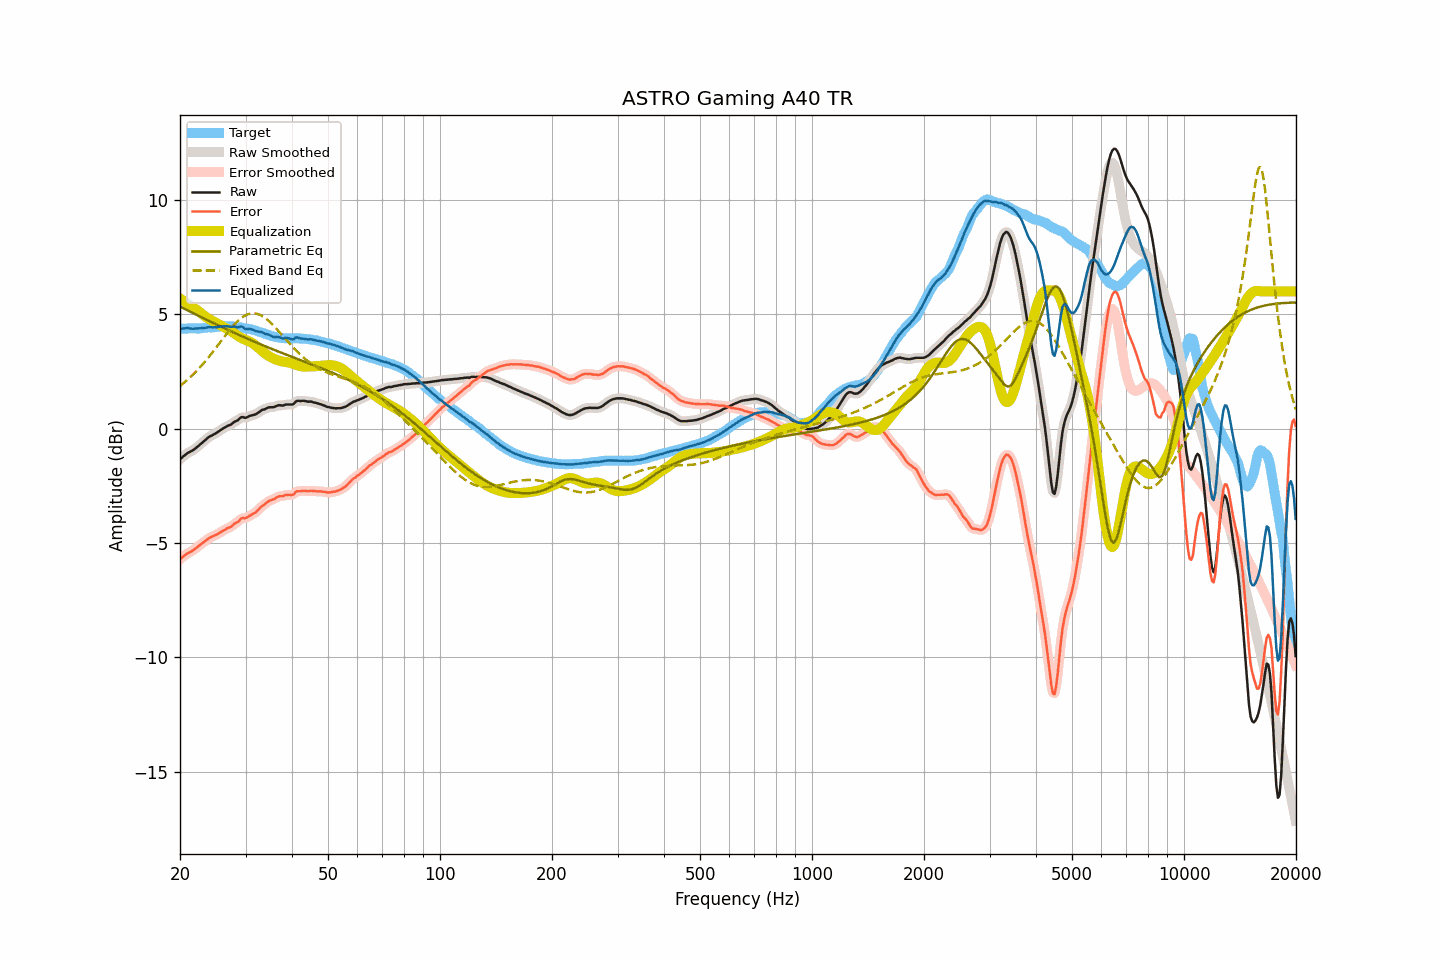 ASTRO Gaming A40 TR
Target
Raw Smoothed
Error Smoothed
Raw
Error
Equalization
Parametric Eq
Fixed Band Eq
Equalized
10
5
0
−5
−10
−15
Amplitude (dBr)
20 50 100 200 500 1000 2000 5000 10000 20000
Frequency (Hz)